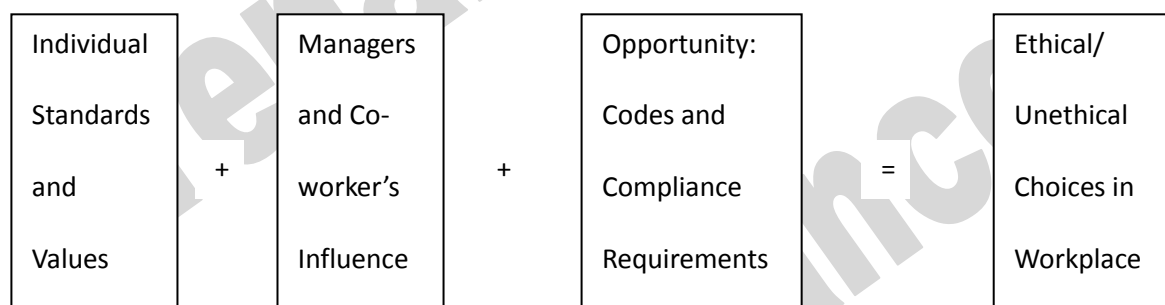 Individual
Standards
and
Values
+
Managers
and Co-
worker’s
Influence
+
Opportunity:
Codes and
Compliance
Requirements
=
Ethical/
Unethical
Choices in
Workplace